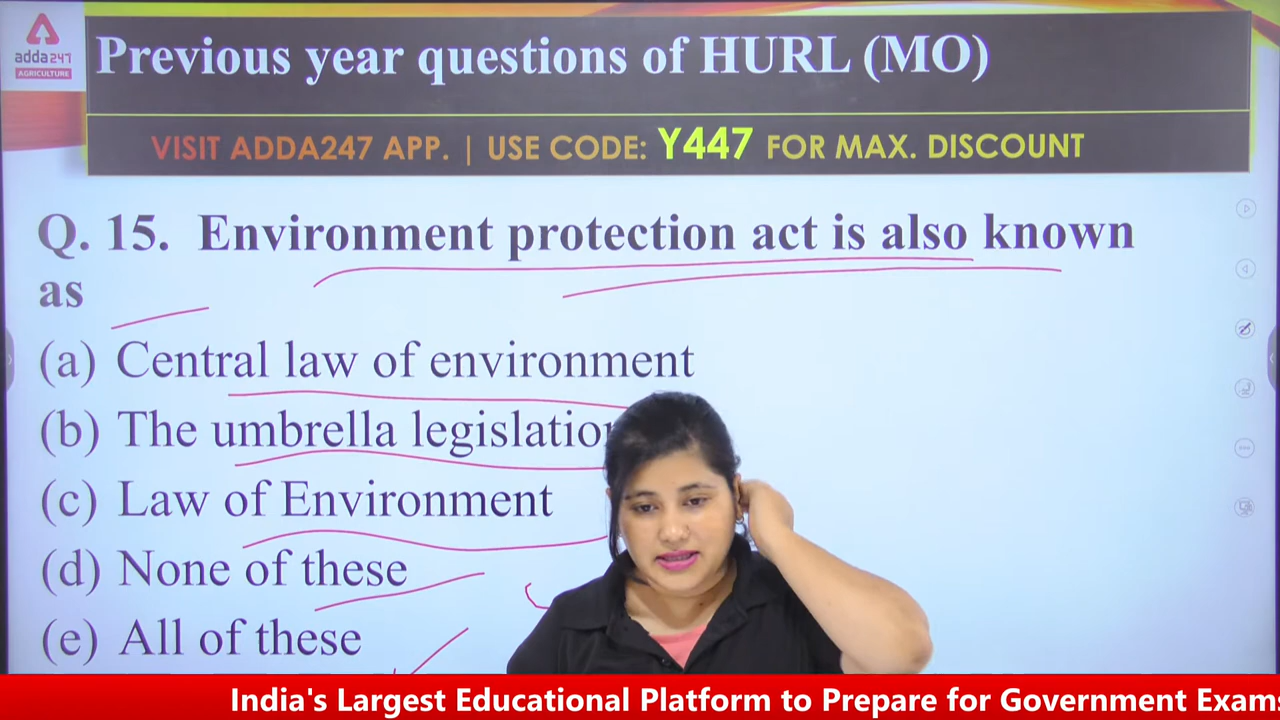 adda247
AGRICULTURE
Previous year questions of HURL (MO)
VISIT ADDA247 APP. | USE CODE: Y447 FOR MAX. DISCOUNT
Q. 15. Environment protection act is also known
as
(a) Central law of environment
(b) The umbrella legislation
(c) Law of Environment
(d) None of these
(e) All of these
India's Largest Educational Platform to Prepare for Government Exams